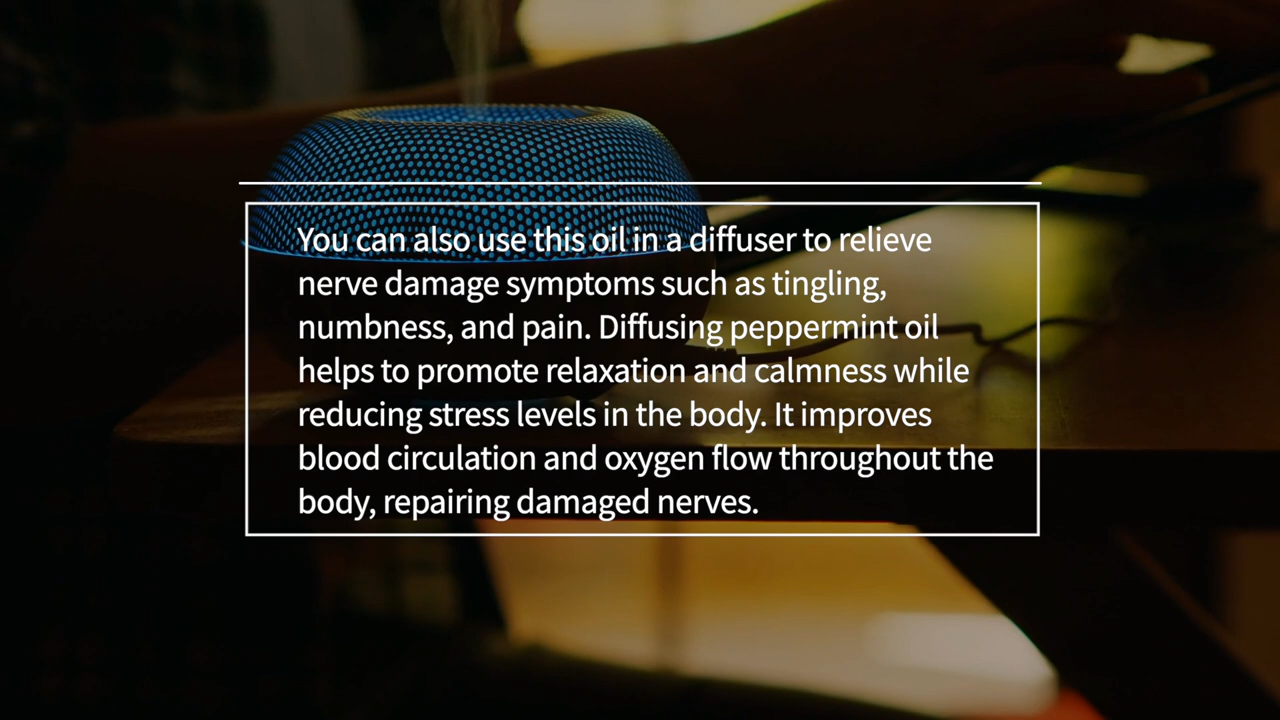 You can also use this oil in a diffuser to relieve
nerve damage symptoms such as tingling,
numbness, and pain. Diffusing peppermint oil
helps to promote relaxation and calmness while
reducing stress levels in the body. It improves
blood circulation and oxygen flow throughout the
body, repairing damaged nerves.